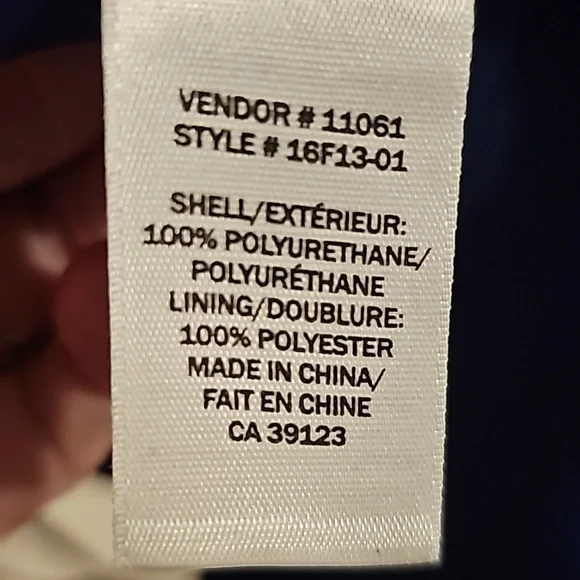 VENDOR # 11061
STYLE # 16F13-01
SHELL/EXTÉRIEUR:
100% POLYURETHANE/
POLYURÉTHANE
LINING/DOUBLURE:
100% POLYESTER
MADE IN CHINA/
FAIT EN CHINE
CA 39123